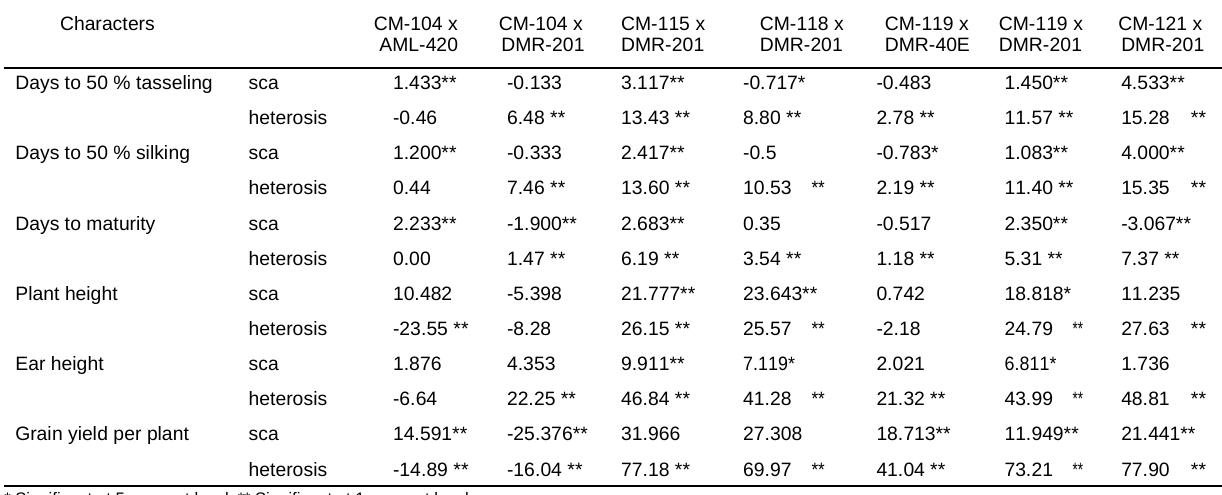 Characters CM-104 x CM-104 x CM-115 x CM-118 x CM-119 x CM-119 x CM-121 x
AML-420 DMR-201 DMR-201 DMR-201 DMR-40E DMR-201 DMR-201
Days to 50 % tasseling sca 1.433** -0.133 3.117** -0.717* -0.483 1.450** 4.533**
heterosis -0.46 6.48 ** 13.43 ** 8.80 ** 2.78 ** 11.57 ** 15.28 **
Days to 50 % silking sca 1.200** -0.333 2.417** -0.5 -0.783* 1.083** 4.000**
heterosis 0.44 7.46 ** 13.60 ** 10.53 ** 2.19 ** 11.40 ** 15.35 **
Days to maturity sca 2.233** -1.900** 2.683** 0.35 -0.517 2.350** -3.067**
heterosis 0.00 1.47 ** 6.19 ** 3.54 ** 1.18 ** 5.31 ** 7.37 **
Plant height sca 10.482 -5.398 21.777** 23.643** 0.742 18.818* 11.235
heterosis -23.55 ** -8.28 26.15 ** 25.57 ** -2.18 24.79 ** 27.63 **
Ear height sca 1.876 4.353 9.911** 7.119* 2.021 6.811* 1.736
heterosis -6.64 22.25 ** 46.84 ** 41.28 ** 21.32 ** 43.99 ** 48.81 **
Grain yield per plant sca 14.591** -25.376** 31.966 27.308 18.713** 11.949** 21.441**
heterosis -14.89 ** -16.04 ** 77.18 ** 69.97 ** 41.04 ** 73.21 ** 77.90 **